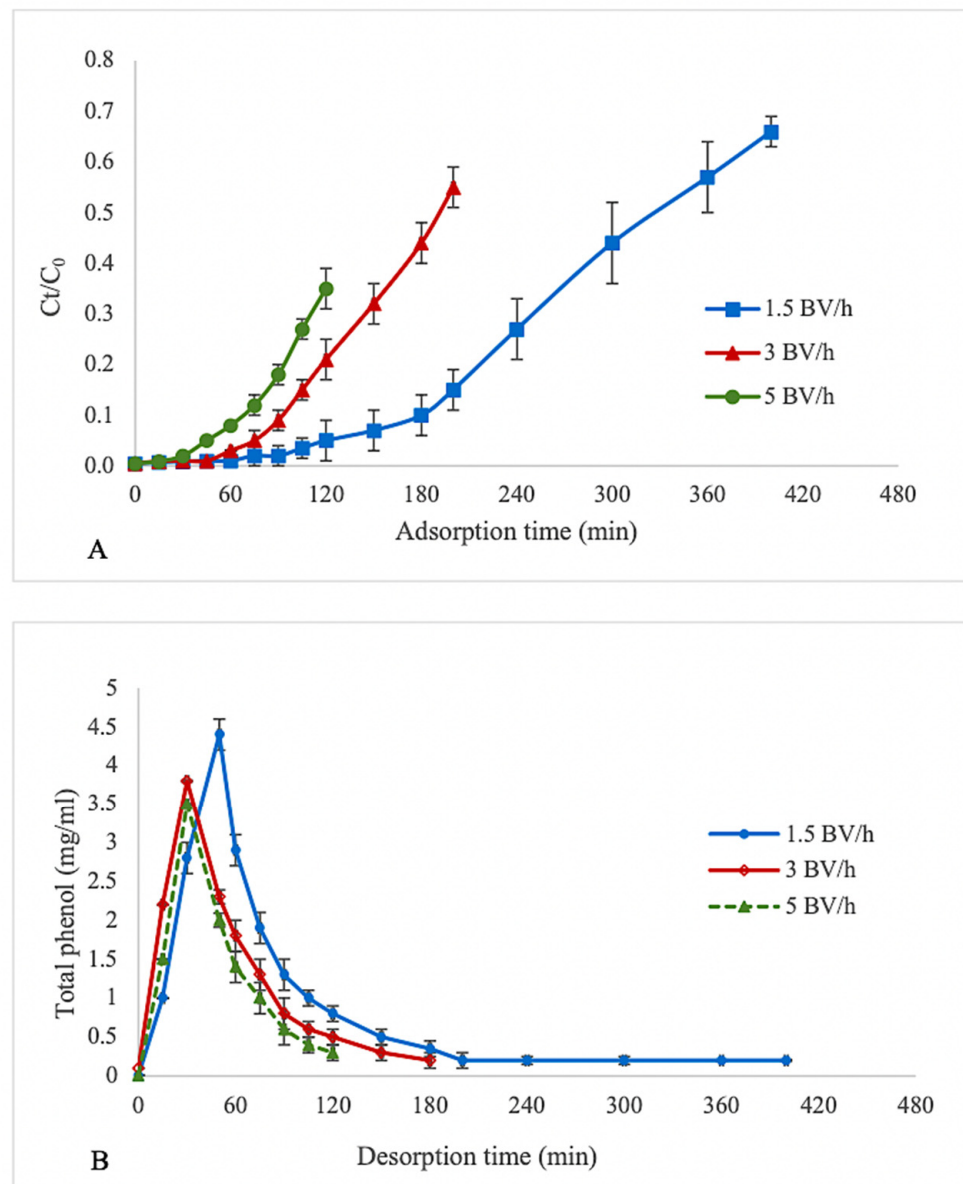 0.8
0.7
0.6
0.5
0.4
0.3
0.2
0.1
0.0
Ct/C₀
1.5 BV/h
3 BV/h
5 BV/h
0 60 120 180 240 300 360 420 480
Adsorption time (min)
A
5
4.5
4
3.5
3
2.5
2
1.5
1
0.5
0
Total phenol (mg/ml)
1.5 BV/h
3 BV/h
5 BV/h
0 60 120 180 240 300 360 420 480
Desorption time (min)
B